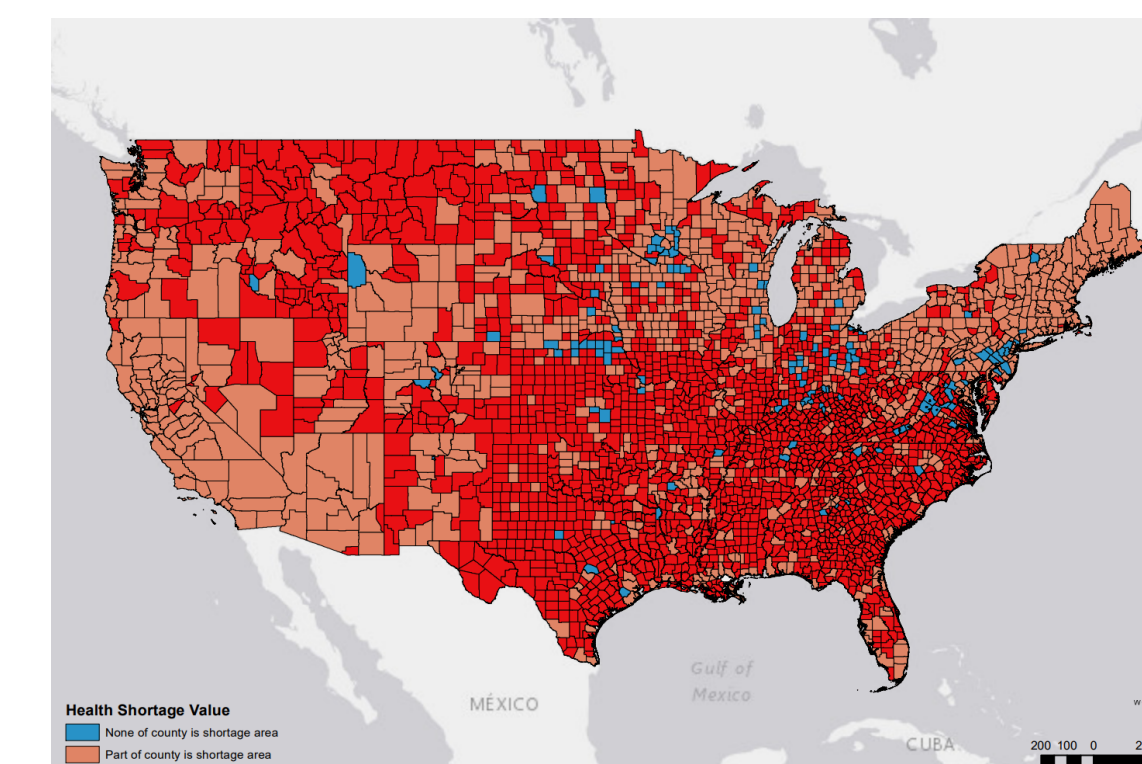 Gulf of
Mexico
MÉXICO
CUBA
Health Shortage Value
None of county is shortage area
Part of county is shortage area
W
200 100 0 2